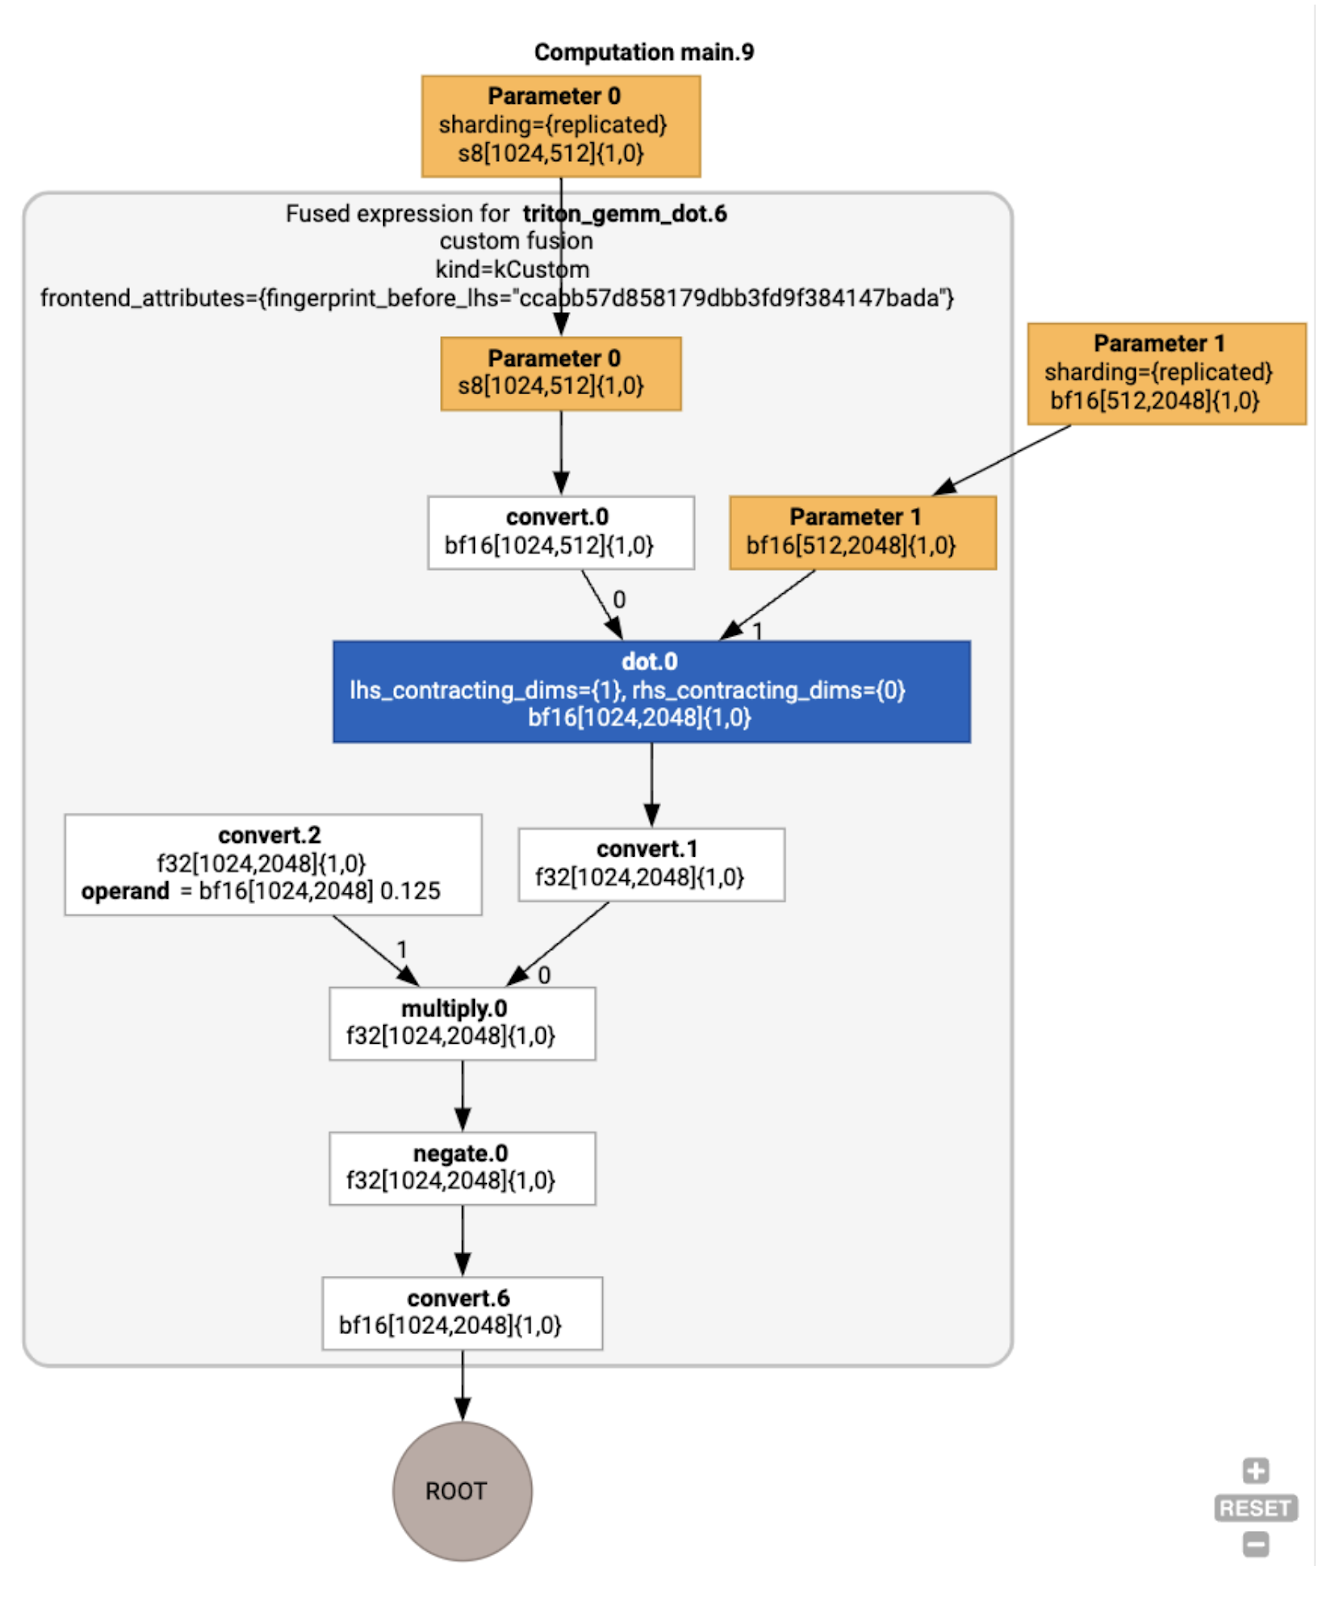 Computation main.9
Parameter 0
sharding={replicated}
s8[1024,512]{1,0}
Fused expression for triton_gemm_dot.6
custom fusion
kind=kCustom
frontend_attributes={fingerprint_before_lhs="ccabb57d858179dbb3fd9f384147bada"}
Parameter 0
s8[1024,512]{1,0}
Parameter 1
sharding={replicated}
bf16[512,2048]{1,0}
convert.0
bf16[1024,512]{1,0}
Parameter 1
bf16[512,2048]{1,0}
0
1
dot.0
lhs_contracting_dims={1}, rhs_contracting_dims={0}
bf16[1024,2048]{1,0}
convert.2
f32[1024,2048]{1,0}
operand = bf16[1024,2048] 0.125
convert.1
f32[1024,2048]{1,0}
1
0
multiply.0
f32[1024,2048]{1,0}
negate.0
f32[1024,2048]{1,0}
convert.6
bf16[1024,2048]{1,0}
ROOT
+
RESET
−